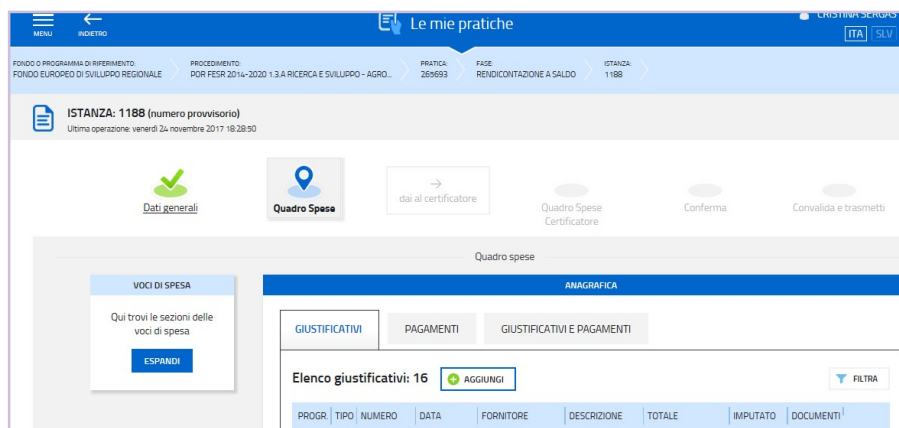 CRISTINA SERGAS
MENU
INDIETRO
Le mie pratiche
ITA SLV
FONDO O PROGRAMMA DI RIFERIMENTO: PROCEDIMENTO: PRATICA: FASE: ISTANZA:
FONDO EUROPEO DI SVILUPPO REGIONALE POR FESR 2014-2020 1.3.A RICERCA E SVILUPPO - AGRO... 269693 RENDICONTAZIONE A SALDO 1188
ISTANZA: 1188 (numero provvisorio)
Ultima operazione: venerdì 24 novembre 2017 18:28:50
Dati generali
Quadro Spese
dai al certificatore
Quadro Spese
Certificatore
Conferma
Convalida e trasmetti
Quadro spese
VOCI DI SPESA
Qui trovi le sezioni delle
voci di spesa
ESPANDI
ANAGRAFICA
GIUSTIFICATIVI PAGAMENTI GIUSTIFICATIVI E PAGAMENTI
Elenco giustificativi: 16 AGGIUNGI FILTRA
PROGR. TIPO NUMERO DATA FORNITORE DESCRIZIONE TOTALE IMPUTATO DOCUMENTI